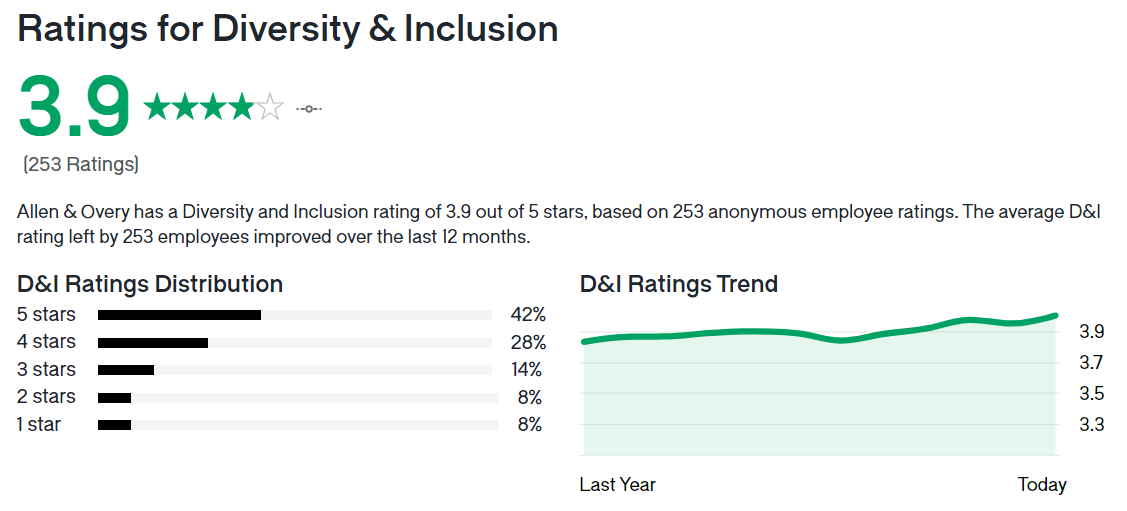 Ratings for Diversity & Inclusion
3.9
(253 Ratings)
Allen & Overy has a Diversity and Inclusion rating of 3.9 out of 5 stars, based on 253 anonymous employee ratings. The average D&I
rating left by 253 employees improved over the last 12 months.
D&I Ratings Distribution
5 stars 42%
4 stars 28%
3 stars 14%
2 stars 8%
1 star 8%
D&I Ratings Trend
3.9
3.7
3.5
3.3
Last Year Today